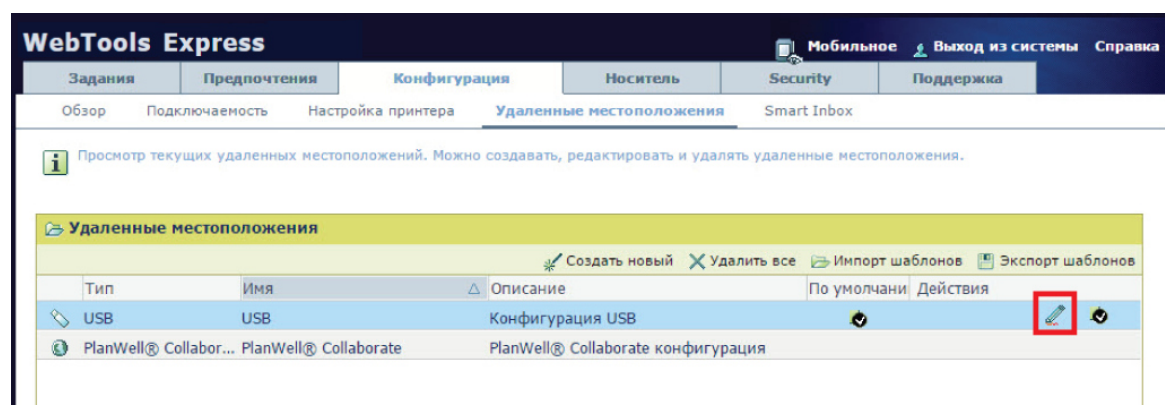 WebTools Express
Мобильное Выход из системы Справка
Задания Предпочтения Конфигурация Носитель Security Поддержка
Обзор Подключаемость Настройка принтера Удаленные местоположения Smart Inbox
Просмотр текущих удаленных местоположений. Можно создавать, редактировать и удалять удаленные местоположения.
Удаленные местоположения
Создать новый Удалить все Импорт шаблонов Экспорт шаблонов
Тип Имя Описание По умолчани Действия
USB USB Конфигурация USB
PlanWell® Collabor... PlanWell® Collaborate PlanWell® Collaborate конфигурация